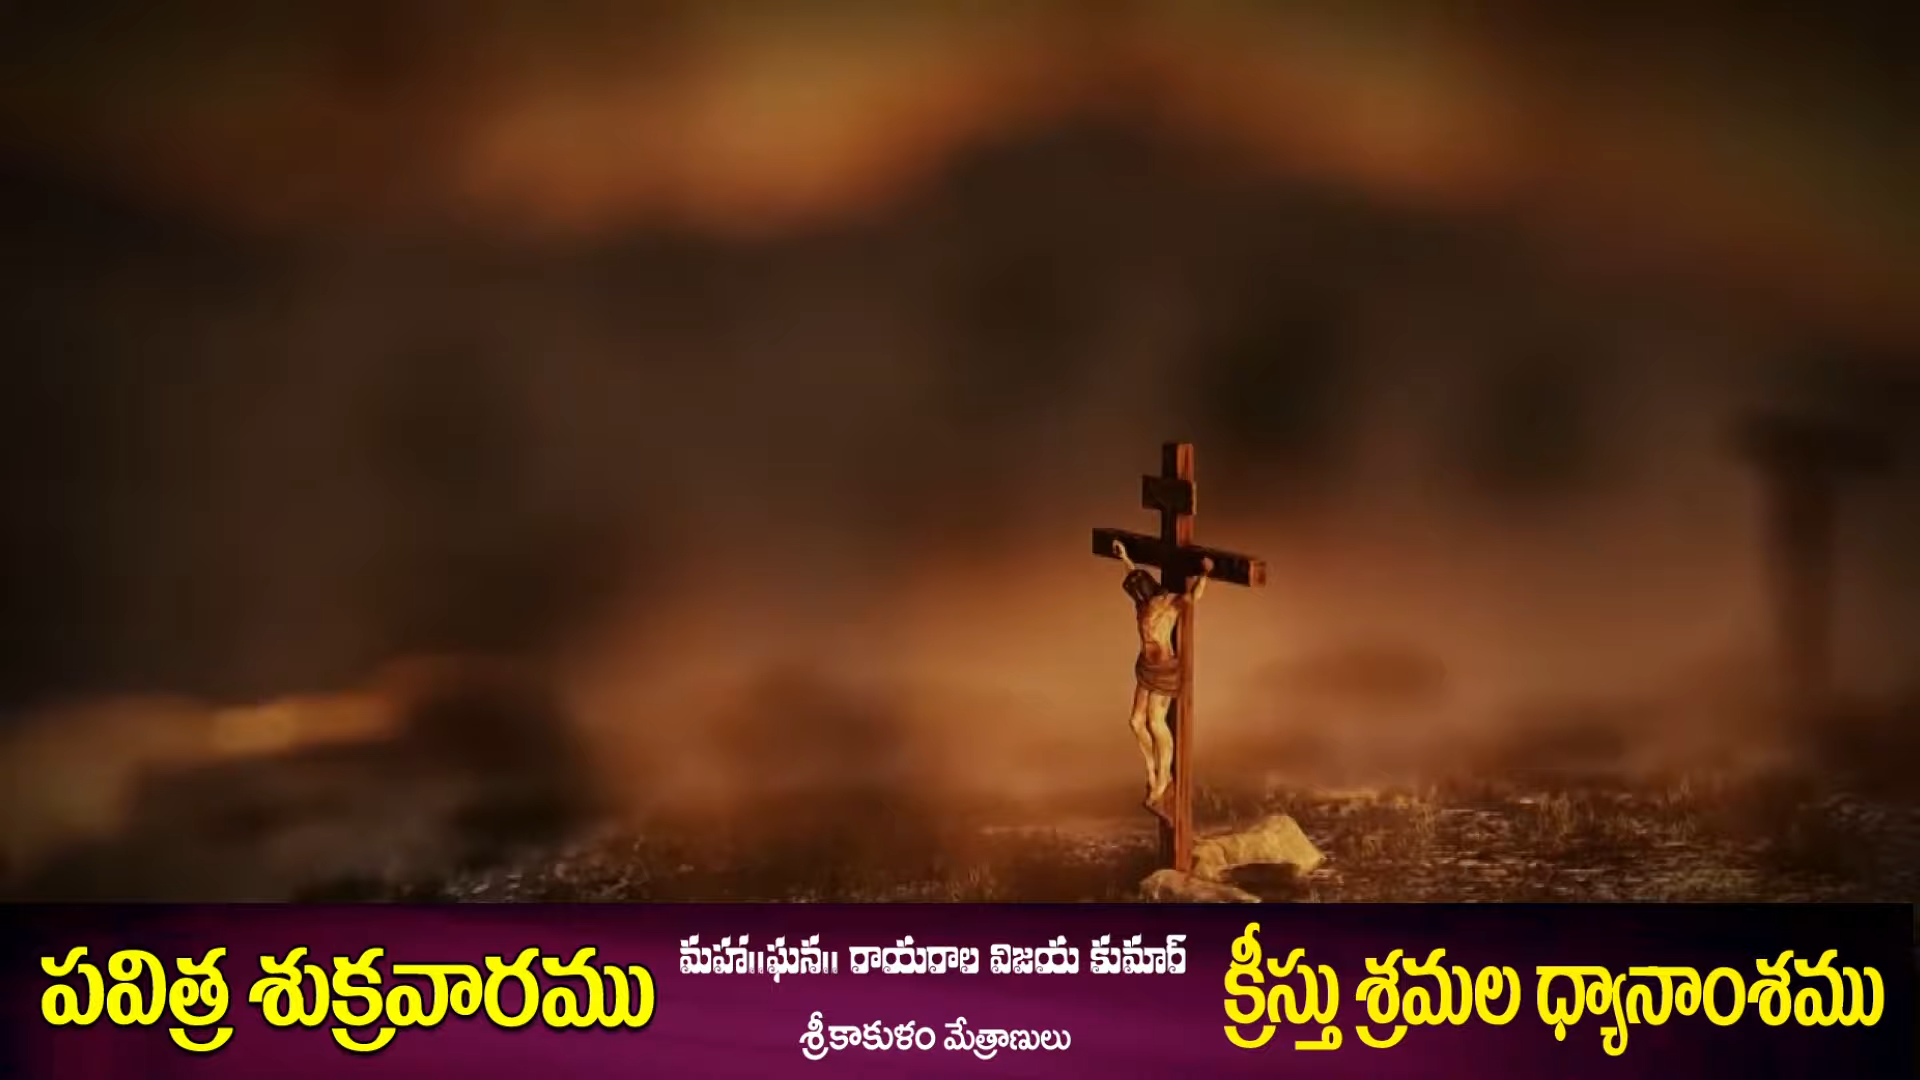 పవిత్ర శుక్రవారము
మహా॥ఘన॥ రాయరాల విజయ కుమార్
శ్రీకాకుళం మేత్రాణులు
క్రీస్తు శ్రమల ధ్యానాంశము